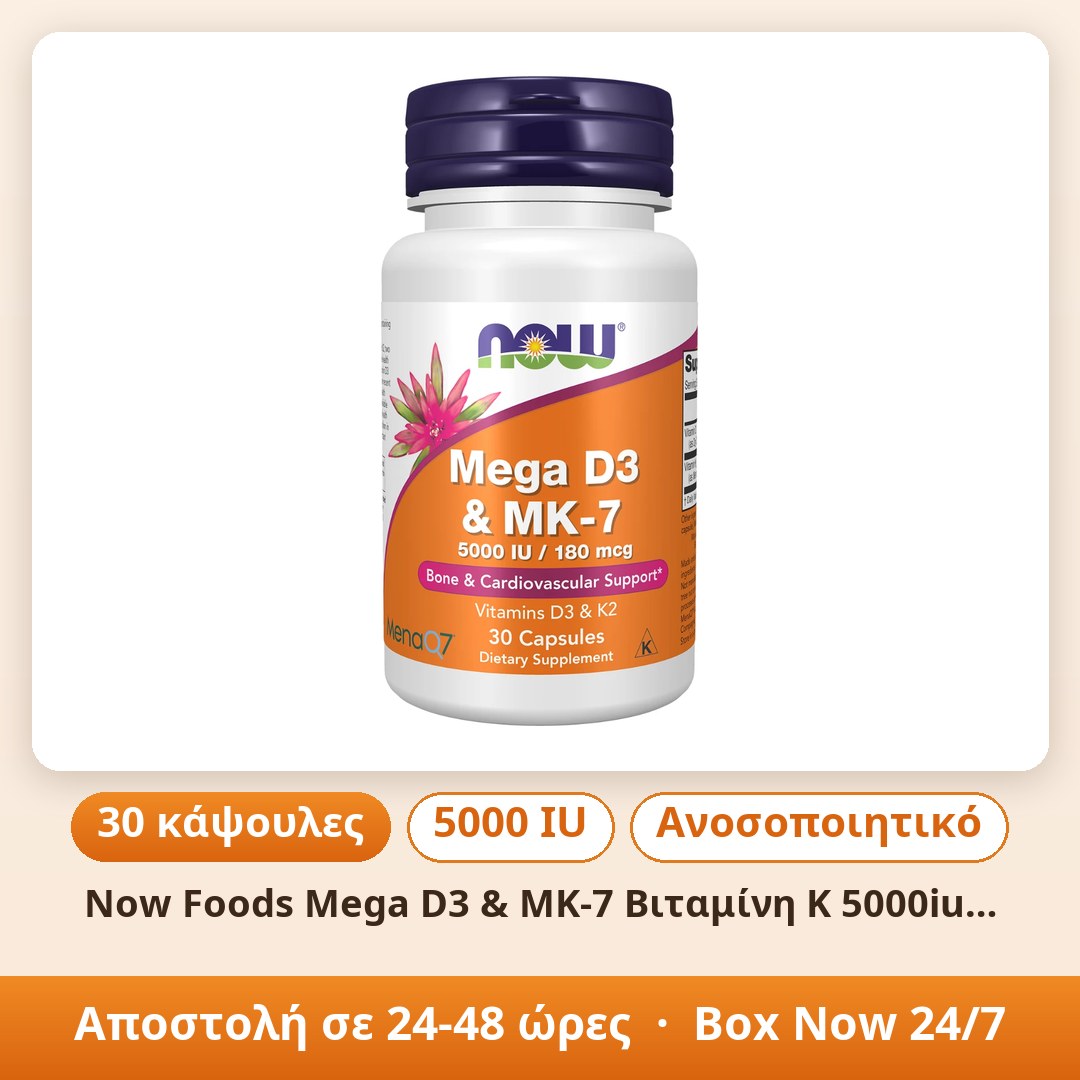 now®
Mega D3
& MK-7
5000 IU / 180 mcg
Bone & Cardiovascular Support*
Vitamins D3 & K2
30 Capsules
Dietary Supplement
MenaQ7
K
30 κάψουλες
5000 IU
Ανοσοποιητικό
Now Foods Mega D3 & MK-7 Βιταμίνη K 5000iu...
Αποστολή σε 24-48 ώρες · Box Now 24/7